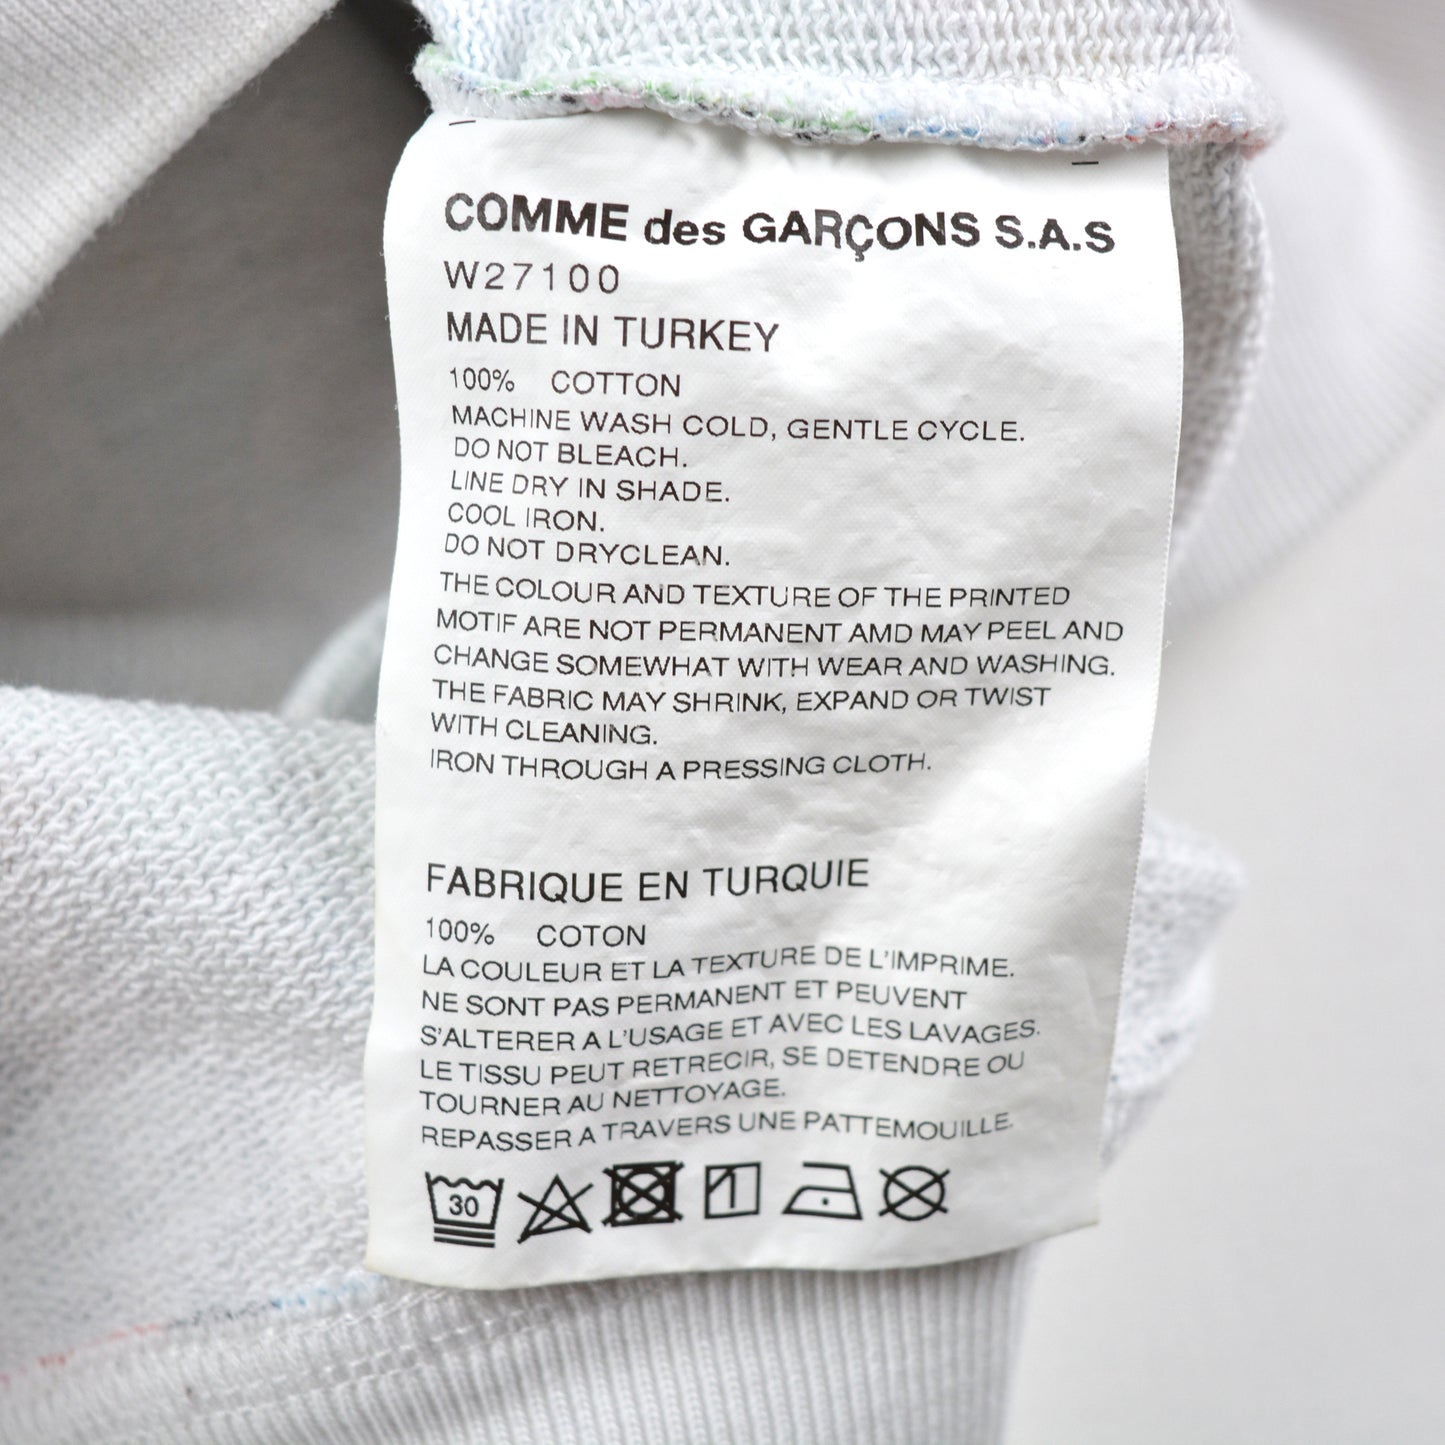 COMME des GARÇONS S.A.S
W27100
MADE IN TURKEY
100% COTTON
MACHINE WASH COLD, GENTLE CYCLE.
DO NOT BLEACH.
LINE DRY IN SHADE.
COOL IRON.
DO NOT DRYCLEAN.
THE COLOUR AND TEXTURE OF THE PRINTED
MOTIF ARE NOT PERMANENT AMD MAY PEEL AND
CHANGE SOMEWHAT WITH WEAR AND WASHING.
THE FABRIC MAY SHRINK, EXPAND OR TWIST
WITH CLEANING.
IRON THROUGH A PRESSING CLOTH.
FABRIQUE EN TURQUIE
100% COTON
LA COULEUR ET LA TEXTURE DE L'IMPRIME.
NE SONT PAS PERMANENT ET PEUVENT
S'ALTERER A L'USAGE ET AVEC LES LAVAGES.
LE TISSU PEUT RETRECIR, SE DETENDRE OU
TOURNER AU NETTOYAGE.
REPASSER A TRAVERS UNE PATTEMOUILLE.
30